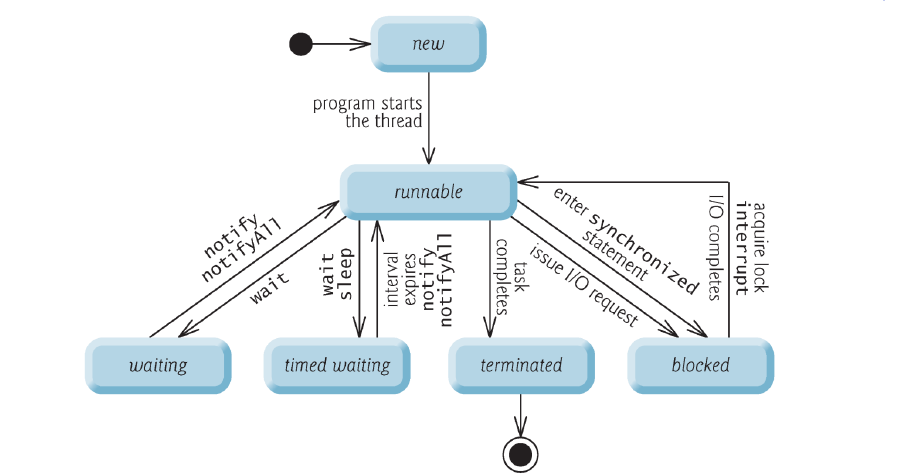 new
program starts
the thread
runnable
notify
notifyAll
wait
wait
sleep
interval
expires
notify
notifyAll
task
completes
enter synchronized
statement
issue I/O request
acquire lock
interrupt
I/O completes
waiting
timed waiting
terminated
blocked